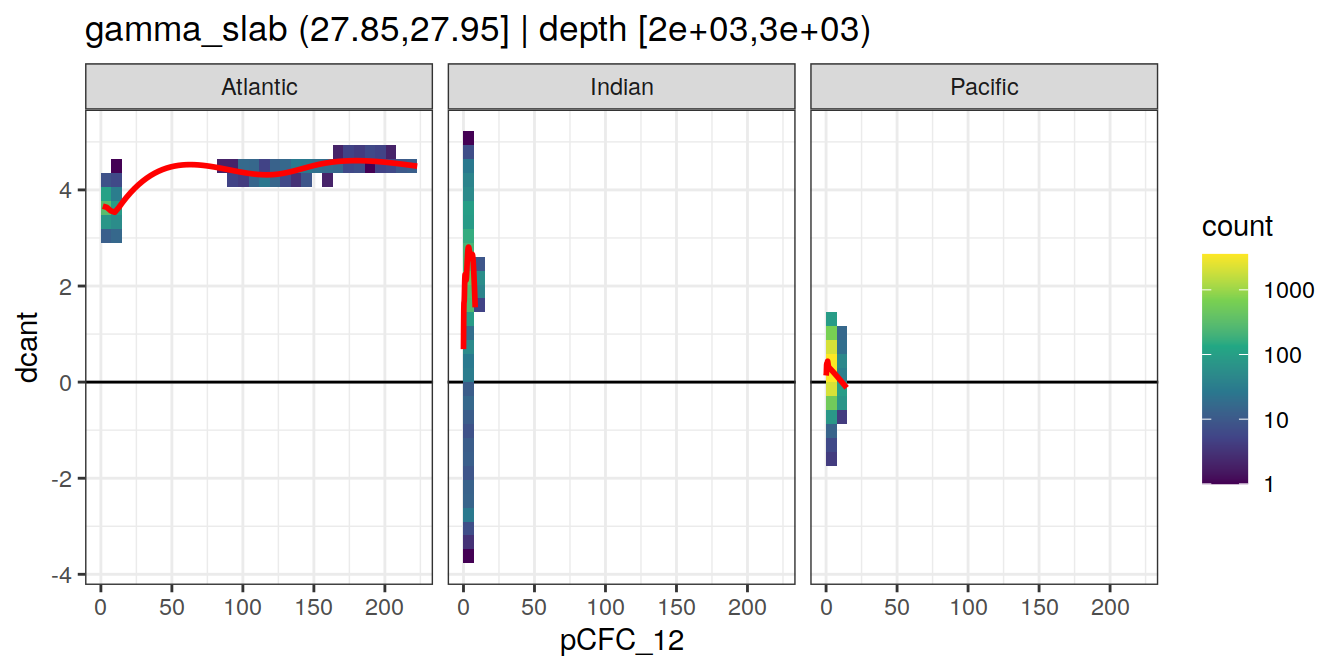 gamma_slab (27.85,27.95] | depth [2e+03,3e+03)
Atlantic Indian Pacific
dcant
4
2
0
-2
-4
0 50 100 150 200 0 50 100 150 200 0 50 100 150 200
pCFC_12
count
1000
100
10
1